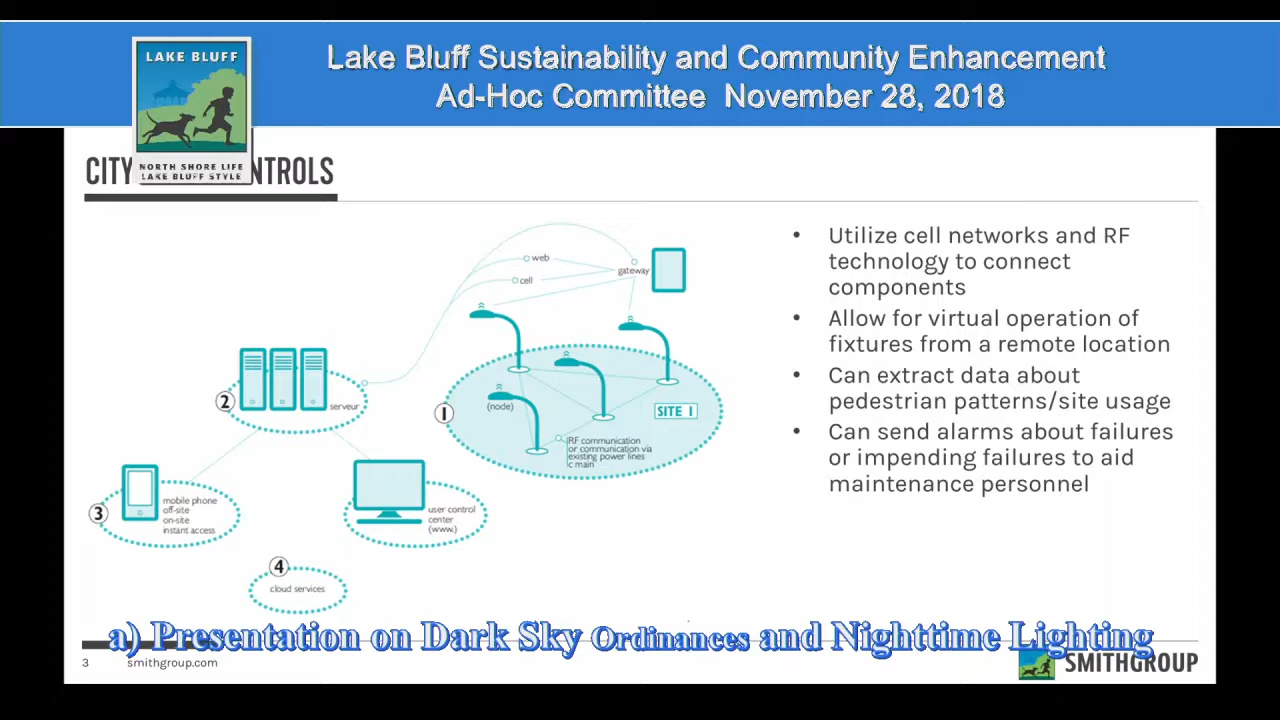 LAKE BLUFF
NORTH SHORE LIFE
LAKE BLUFF STYLE
Lake Bluff Sustainability and Community Enhancement
Ad-Hoc Committee November 28, 2018
CITY NTROLS
web
cell
gateway
2
serveur
1
(node)
SITE 1
RF communication
or communication via
existing power lines
c main
3
mobile phone
off-site
on-site
instant access
user control
center
(www.)
4
cloud services
• Utilize cell networks and RF
technology to connect
components
• Allow for virtual operation of
fixtures from a remote location
• Can extract data about
pedestrian patterns/site usage
• Can send alarms about failures
or impending failures to aid
maintenance personnel
a) Presentation on Dark Sky Ordinances and Nighttime Lighting
3 smithgroup.com
SMITHGROUP